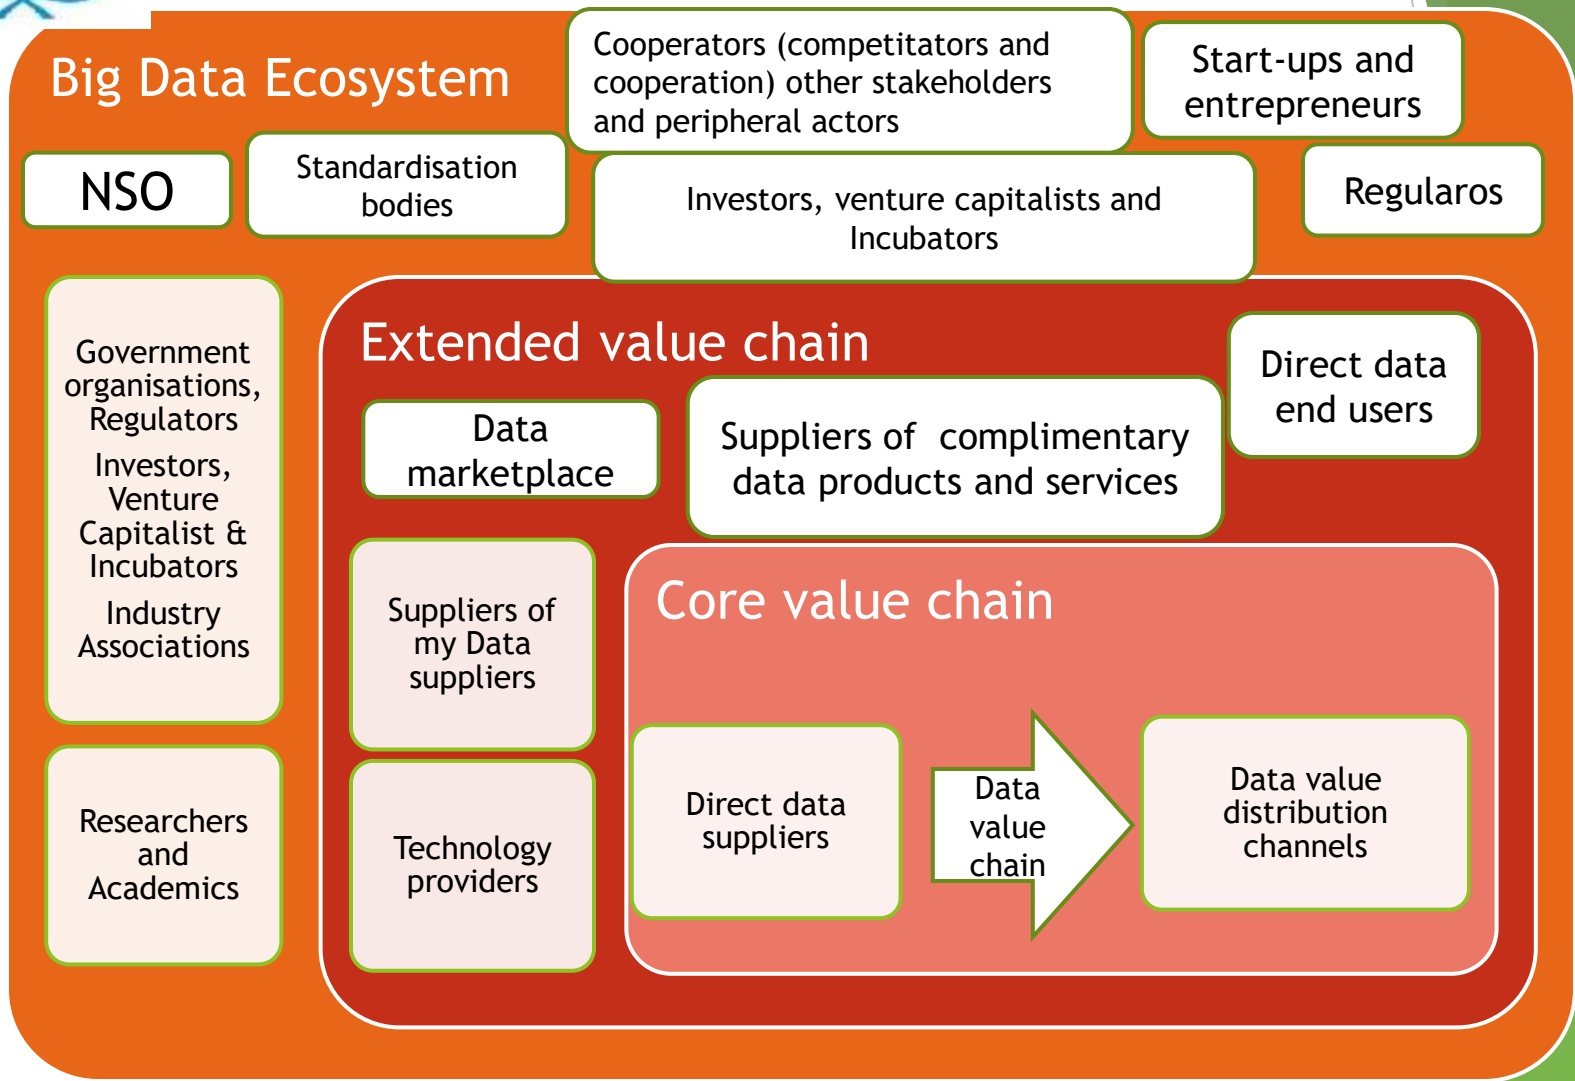 Big Data Ecosystem
Cooperators (competitators and
cooperation) other stakeholders
and peripheral actors
Start-ups and
entrepreneurs
NSO
Standardisation
bodies
Investors, venture capitalists and
Incubators
Regularos
Government
organisations,
Regulators
Investors,
Venture
Capitalist &
Incubators
Industry
Associations
Researchers
and
Academics
Extended value chain
Direct data
end users
Data
marketplace
Suppliers of  complimentary
data products and services
Suppliers of
my Data
suppliers
Technology
providers
Core value chain
Direct data
suppliers
Data
value
chain
Data value
distribution
channels